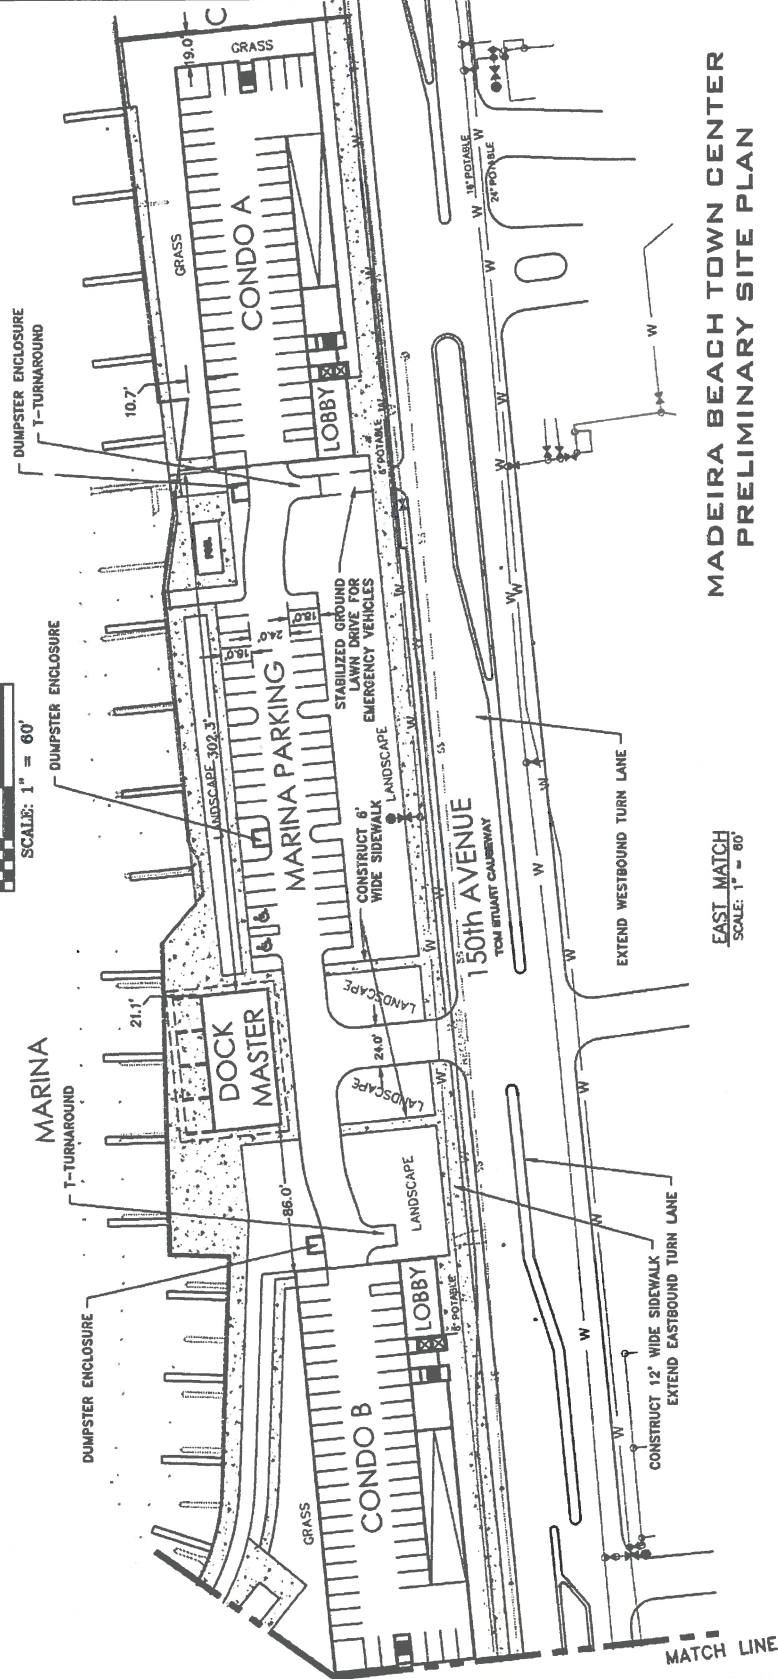 MADEIRA BEACH TOWN CENTER
PRELIMINARY SITE PLAN
SCALE: 1" = 60'
MARINA
T-TURNAROUND
DUMPSTER ENCLOSURE
DUMPSTER ENCLOSURE
DUMPSTER ENCLOSURE
T-TURNAROUND
19.0'
C
GRASS
GRASS
10.7'
CONDO A
LOBBY
6" POTABLE
16" POTABLE
24" POTABLE
POOL
STABILIZED GROUND
LAWN DRIVE FOR
EMERGENCY VEHICLES
LANDSCAPE
302.3'
18.0'
24.0'
18.0'
MARINA PARKING
LANDSCAPE
CONSTRUCT 6'
WIDE SIDEWALK
21.1'
DOCK
MASTER
LANDSCAPE
24.0'
LANDSCAPE
86.0'
LANDSCAPE
150th AVENUE
TOM STUART CAUSEWAY
EXTEND WESTBOUND TURN LANE
EAST MATCH
SCALE: 1" = 60'
LOBBY
6" POTABLE
CONDO B
GRASS
CONSTRUCT 12' WIDE SIDEWALK
EXTEND EASTBOUND TURN LANE
MATCH LINE